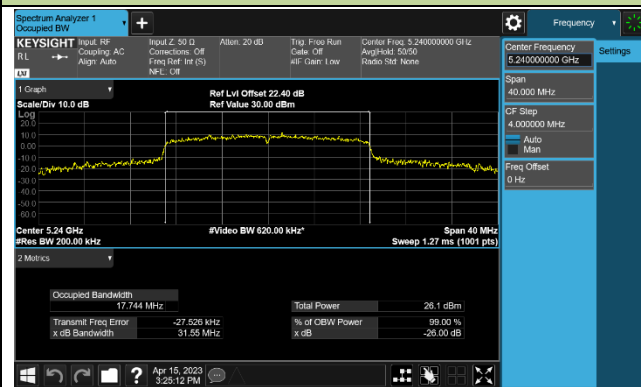 Spectrum Analyzer 1
Occupied BW
Frequency
KEYSIGHT
RL
LXI
Input: RF
Coupling: AC
Align: Auto
Input Z: 50 Ω
Corrections: Off
Freq Ref: Int (S)
NFE: Off
Atten: 20 dB
Trig: Free Run
Gate: Off
#IF Gain: Low
Center Freq: 5.240000000 GHz
Avg|Hold: 50/50
Radio Std: None
Center Frequency
5.240000000 GHz
Settings
Span
40.000 MHz
CF Step
4.000000 MHz
Auto
Man
Freq Offset
0 Hz
1 Graph
Scale/Div 10.0 dB
Ref Lvl Offset 22.40 dB
Ref Value 30.00 dBm
Log
20.0
10.0
0.00
-10.0
-20.0
-30.0
-40.0
-50.0
-60.0
Center 5.24 GHz
#Res BW 200.00 kHz
#Video BW 620.00 kHz*
Span 40 MHz
Sweep 1.27 ms (1001 pts)
2 Metrics
Occupied Bandwidth
17.744 MHz
Total Power 26.1 dBm
Transmit Freq Error -27.526 kHz
% of OBW Power 99.00 %
x dB Bandwidth 31.55 MHz
x dB -26.00 dB
?
Apr 15, 2023
3:25:12 PM